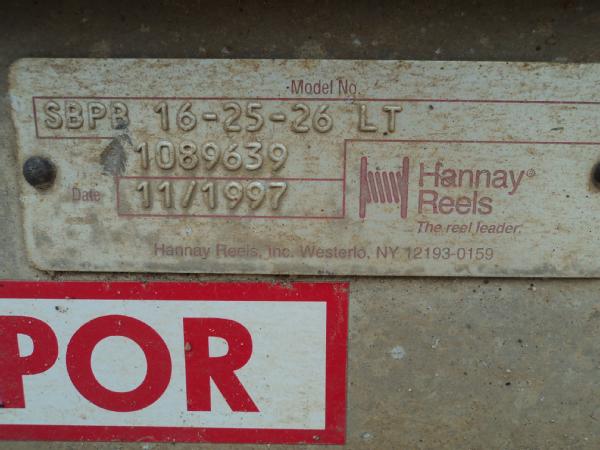 Model No.
SBPB 16-25-26 LT
1089639
Date 11/1997
Hannay®
Reels
The reel leader.
Hannay Reels, Inc. Westerlo, NY 12193-0159
POR